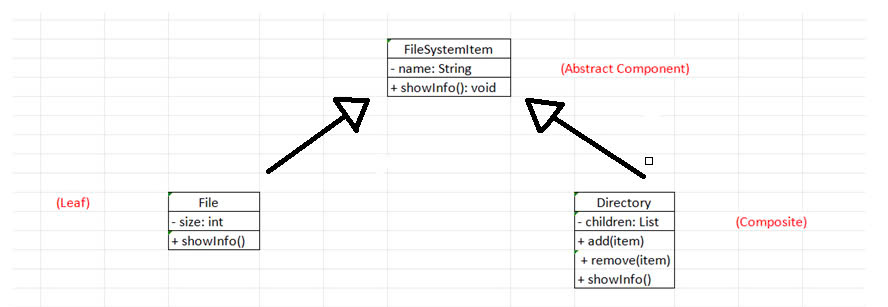 FileSystemItem
- name: String
(Abstract Component)
+ showInfo(): void
(Leaf)
File
- size: int
+ showInfo()
Directory
- children: List
(Composite)
+ add(item)
+ remove(item)
+ showInfo()